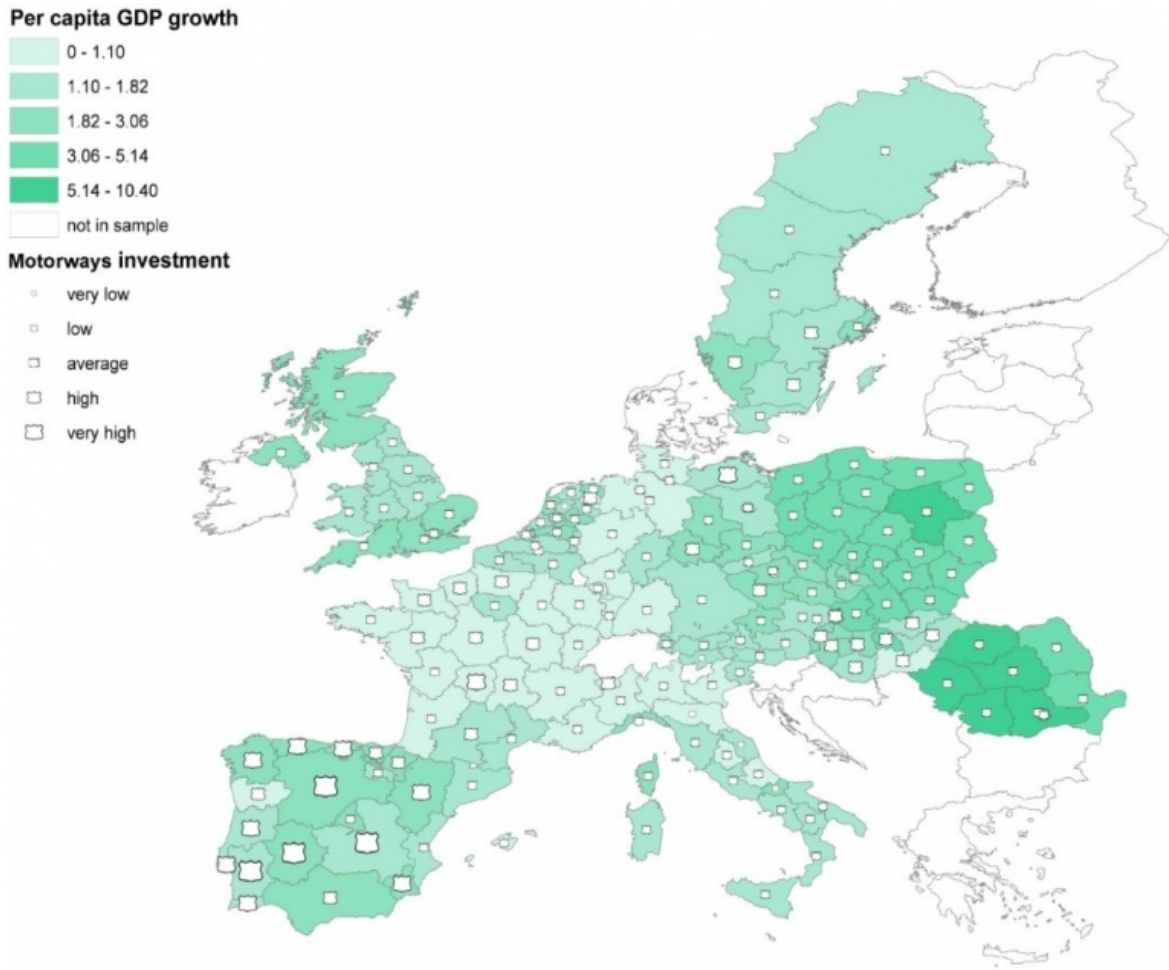 Per capita GDP growth
0 - 1.10
1.10 - 1.82
1.82 - 3.06
3.06 - 5.14
5.14 - 10.40
not in sample
Motorways investment
very low
low
average
high
very high